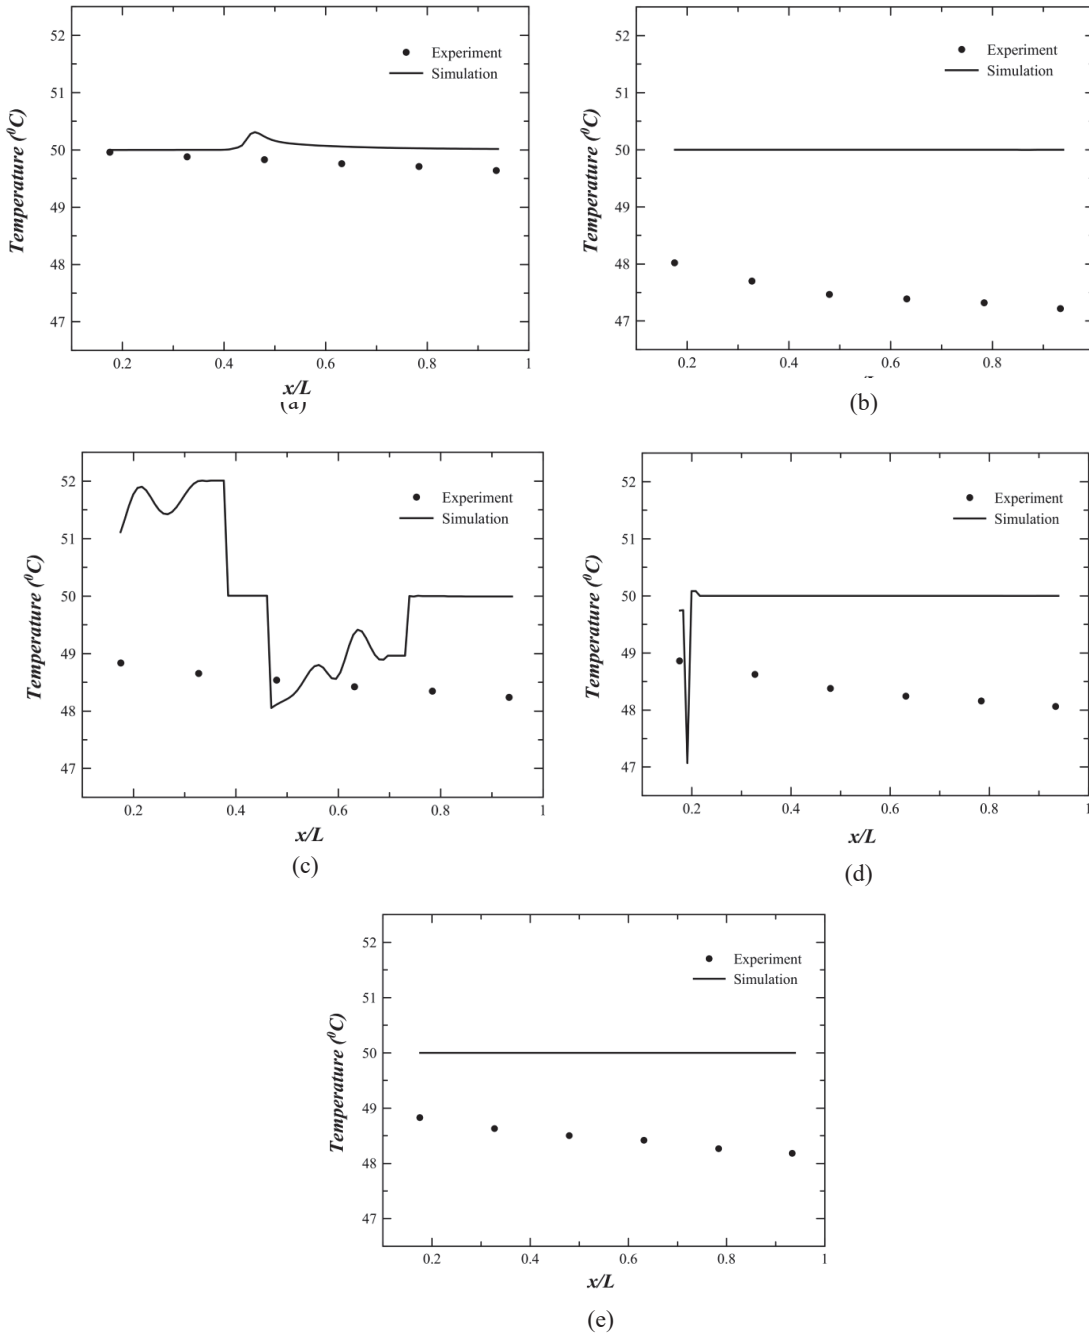 52
51
50
49
48
47
Temperature (⁰C)
Experiment
Simulation
0.2
0.4
0.6
0.8
1
x/L
(a)
52
51
50
49
48
47
Temperature (⁰C)
Experiment
Simulation
0.2
0.4
0.6
0.8
(b)
52
51
50
49
48
47
Temperature (⁰C)
Experiment
Simulation
0.2
0.4
0.6
0.8
1
x/L
(c)
52
51
50
49
48
47
Temperature (⁰C)
Experiment
Simulation
0.2
0.4
0.6
0.8
1
x/L
(d)
52
51
50
49
48
47
Temperature (⁰C)
Experiment
Simulation
0.2
0.4
0.6
0.8
1
x/L
(e)